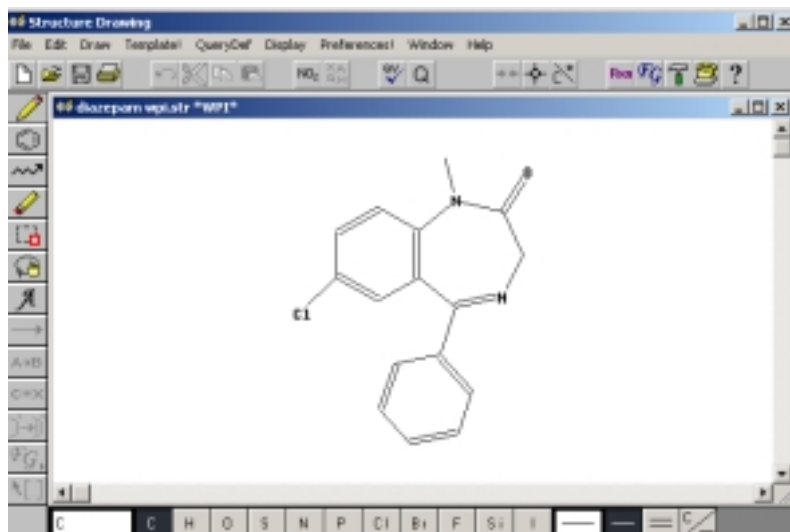 Structure Drawing
File Edit Draw Template! QueryDef Display Preferences! Window Help
NO₂ Q FG ?
diazepam wpi.str *WPI*
N
Cl
A
A+B
C=X
FG
C C H O S N P Cl Br F Si I